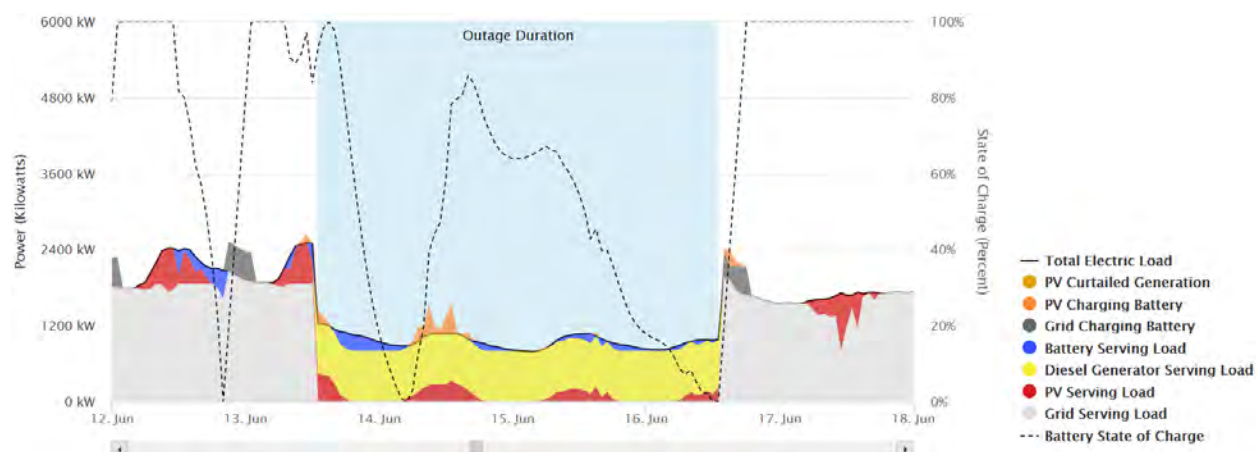 6000 kW
4800 kW
3600 kW
2400 kW
1200 kW
0 kW
Power (Kilowatts)
Outage Duration
100%
80%
60%
40%
20%
0%
State of Charge (Percent)
12. Jun
13. Jun
14. Jun
15. Jun
16. Jun
17. Jun
18. Jun
Total Electric Load
PV Curtailed Generation
PV Charging Battery
Grid Charging Battery
Battery Serving Load
Diesel Generator Serving Load
PV Serving Load
Grid Serving Load
Battery State of Charge